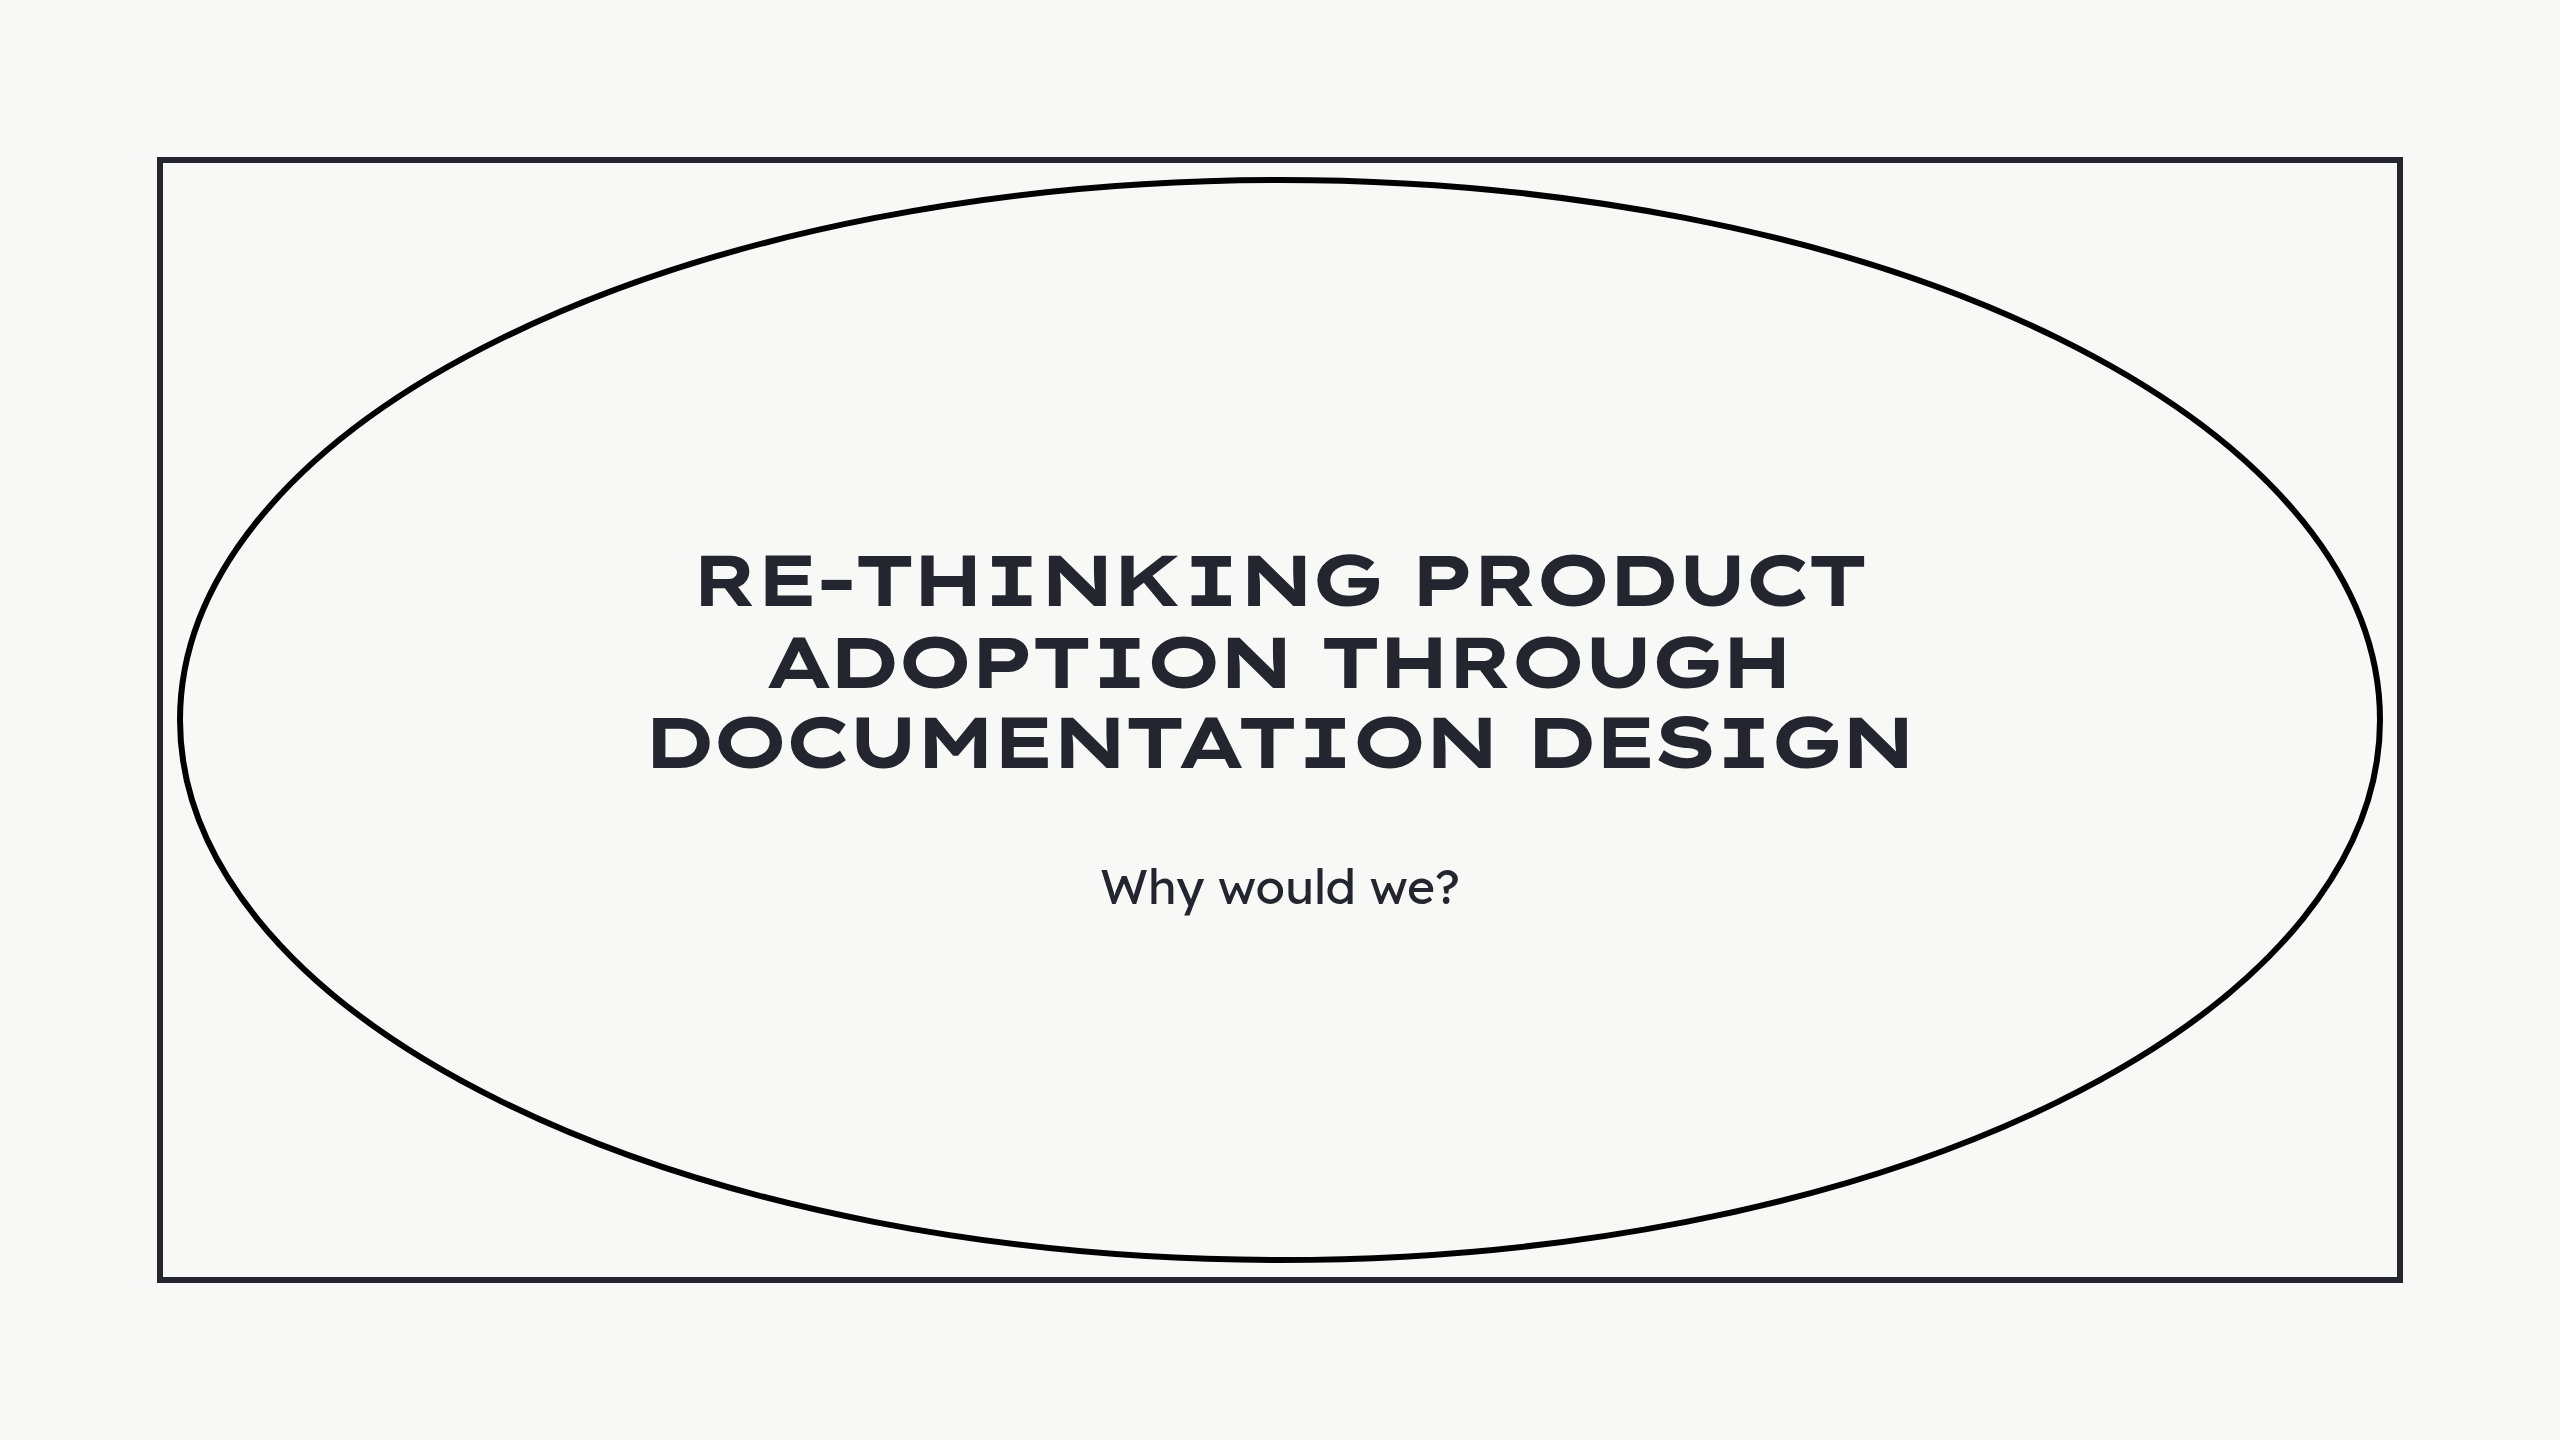 RE-THINKING PRODUCT
ADOPTION THROUGH
DOCUMENTATION DESIGN
Why would we?